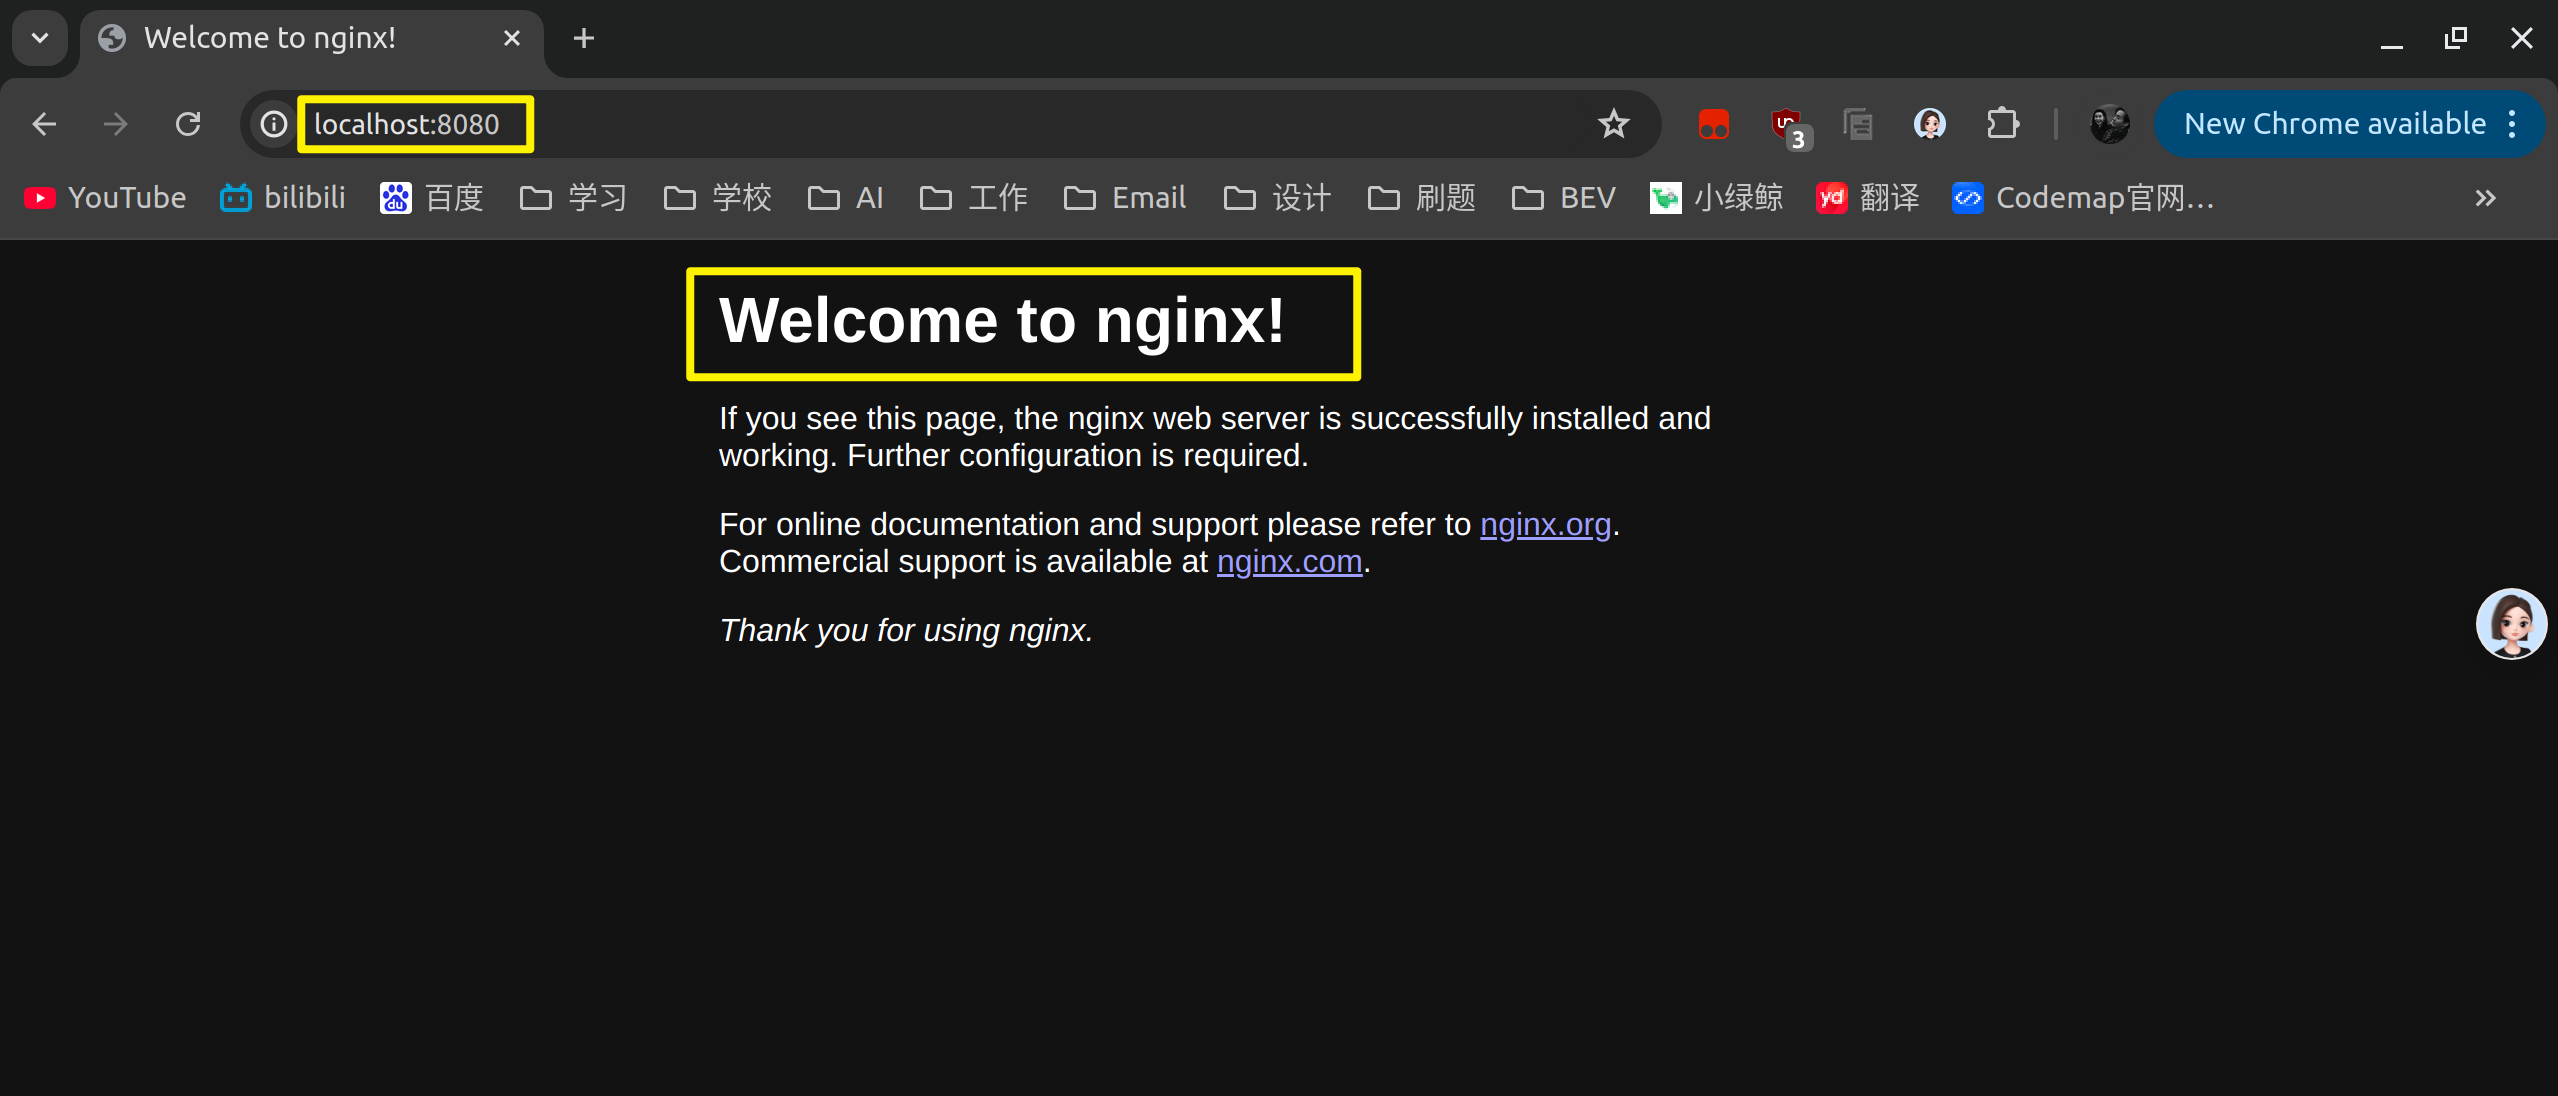 Welcome to nginx!
localhost:8080
3
New Chrome available
YouTube bilibili du 百度 学习 学校 AI 工作 Email 设计 刷题 BEV 小绿鲸 yd 翻译 Codemap官网...
Welcome to nginx!
If you see this page, the nginx web server is successfully installed and
working. Further configuration is required.
For online documentation and support please refer to nginx.org.
Commercial support is available at nginx.com.
Thank you for using nginx.